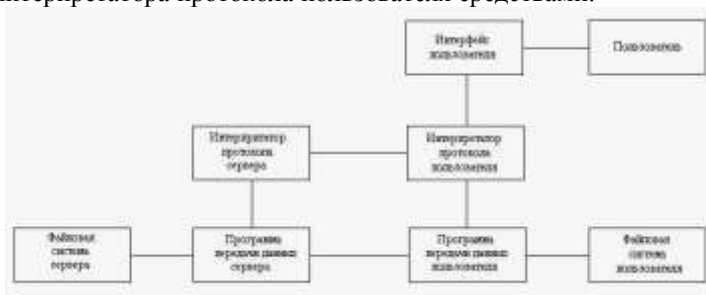 интерпретатора протокола пользователя средствами.
Интерфейс
пользователя
Пользователь
Интерпретатор
протокола
сервера
Интерпретатор
протокола
пользователя
Файловая
система
сервера
Программа
передачи данных
сервера
Программа
передачи данных
пользователя
Файловая
система
пользователя